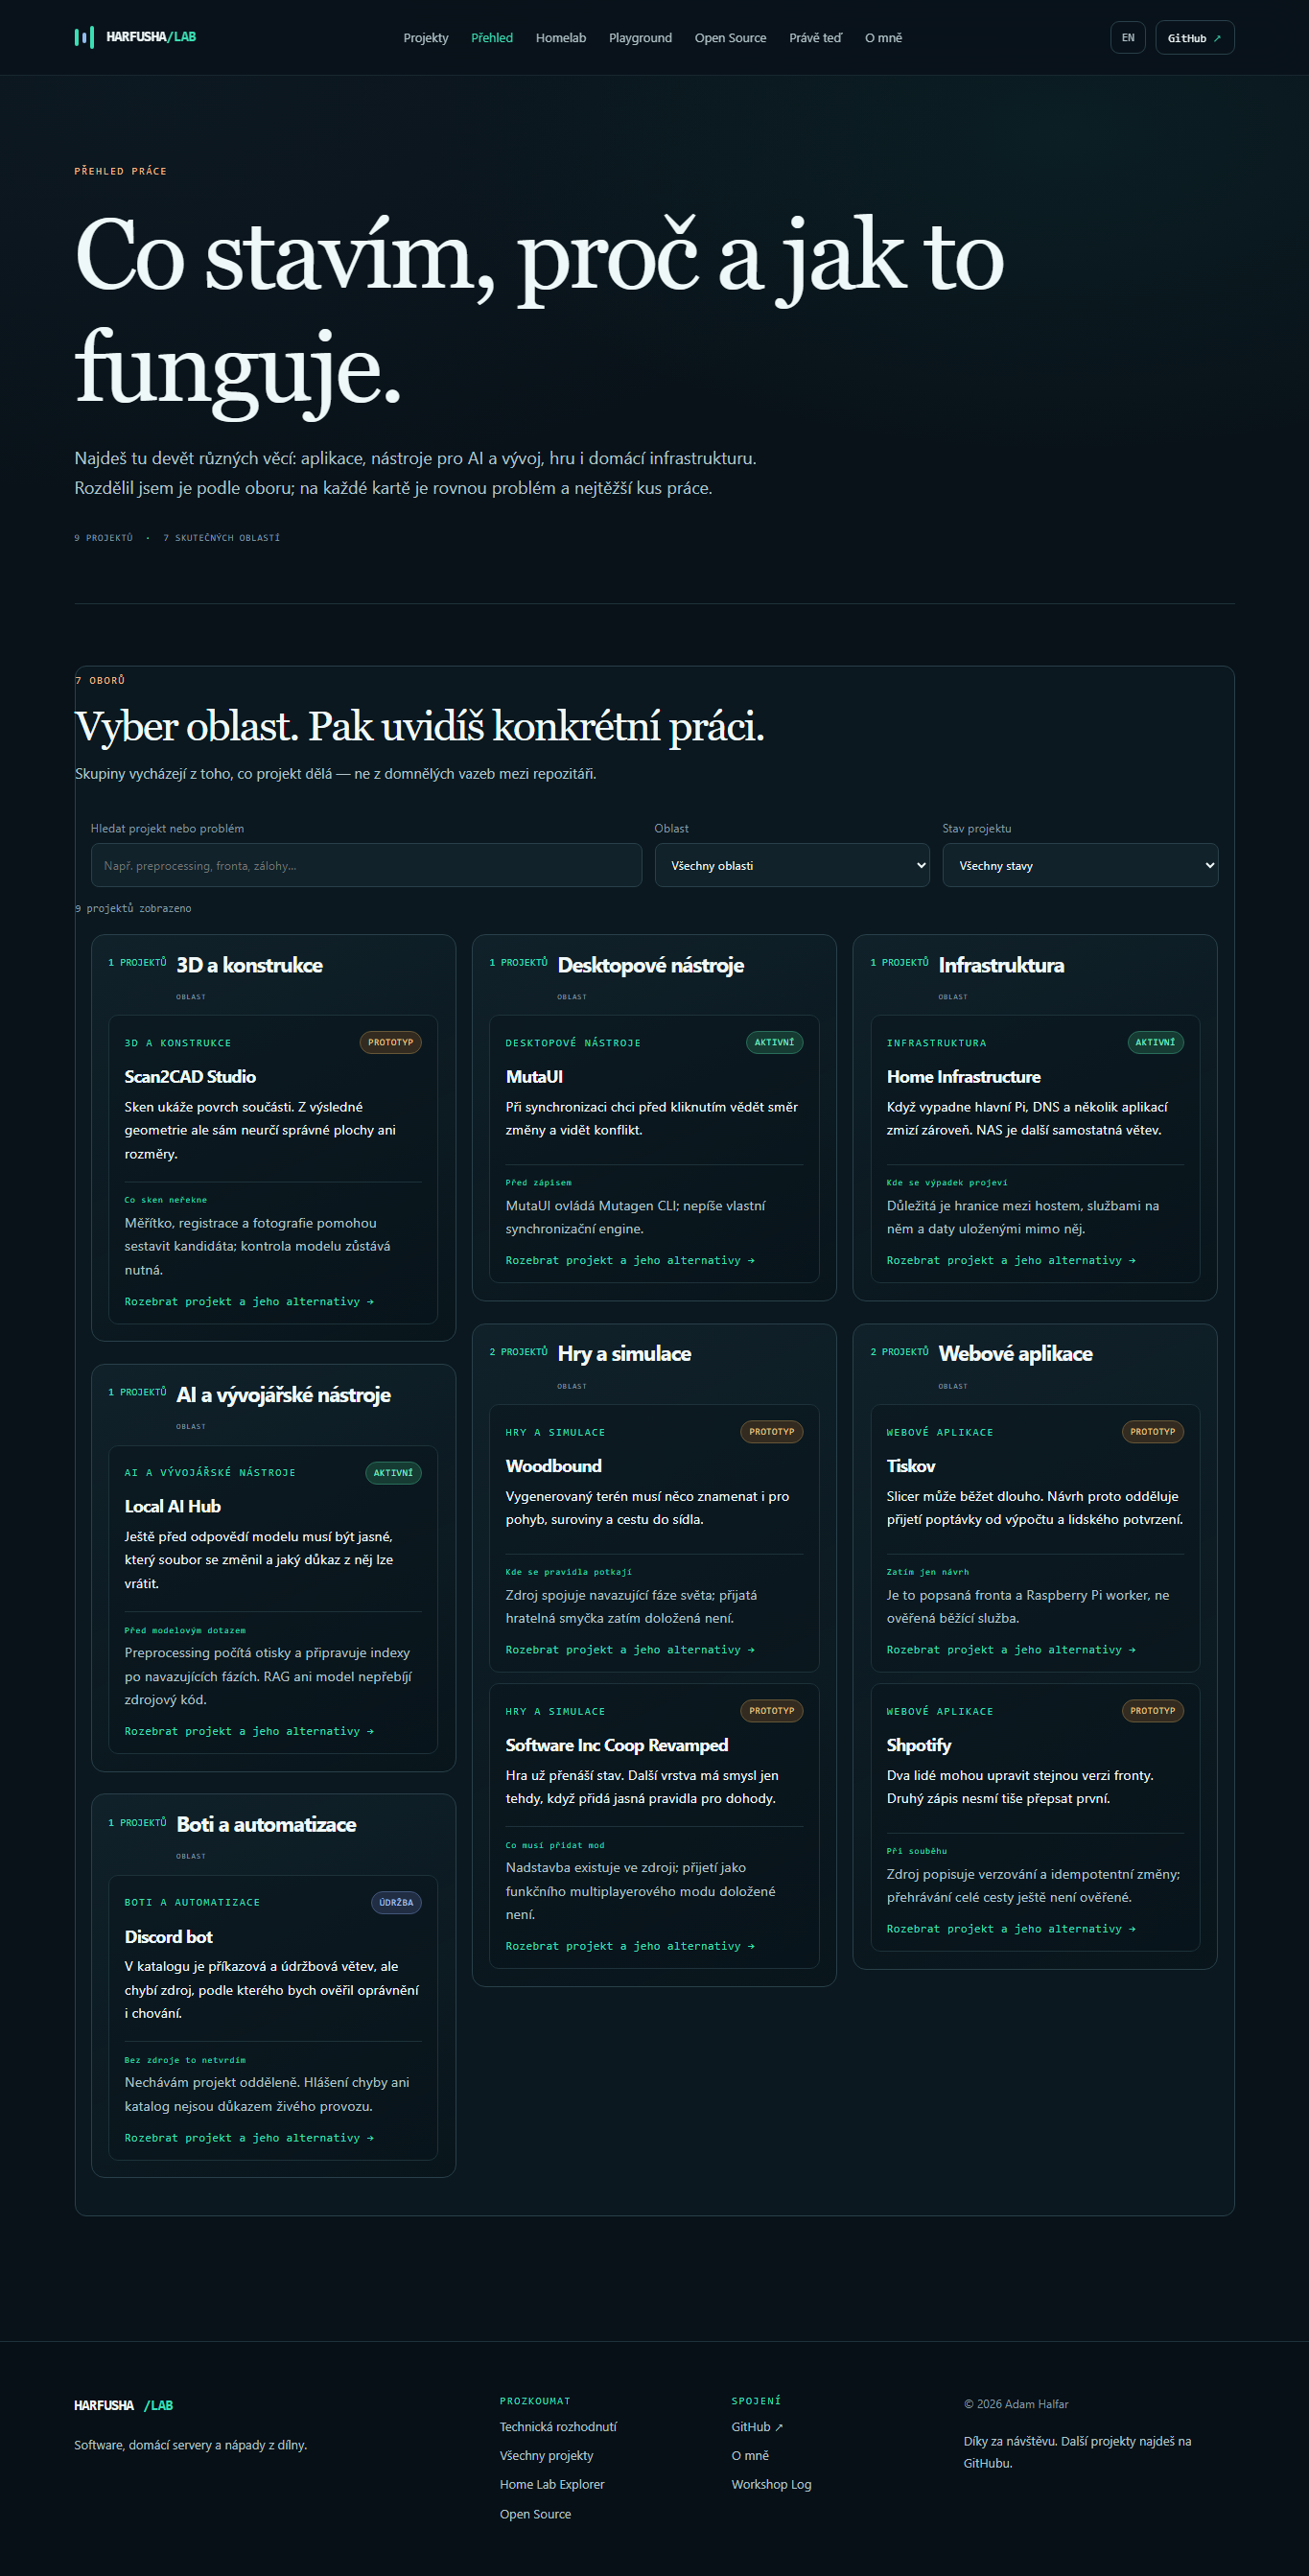 HARFUSHA/LAB
Projekty
Přehled
Homelab
Playground
Open Source
Právě teď
O mně
EN
GitHub ↗
PŘEHLED PRÁCE
Co stavím, proč a jak to
funguje.
Najdeš tu devět různých věcí: aplikace, nástroje pro AI a vývoj, hru i domácí infrastrukturu.
Rozdělil jsem je podle oboru; na každé kartě je rovnou problém a nejtěžší kus práce.
9 PROJEKTŮ • 7 SKUTEČNÝCH OBLASTÍ
7 OBORŮ
Vyber oblast. Pak uvidíš konkrétní práci.
Skupiny vycházejí z toho, co projekt dělá — ne z domnělých vazeb mezi repozitáři.
Hledat projekt nebo problém
Např. preprocessing, fronta, zálohy...
Oblast
Všechny oblasti
Stav projektu
Všechny stavy
9 projektů zobrazeno
1 PROJEKTŮ 3D a konstrukce
OBLAST
3D A KONSTRUKCE
PROTOTYP
Scan2CAD Studio
Sken ukáže povrch součásti. Z výsledné
geometrie ale sám neurčí správné plochy ani
rozměry.
Co sken neřekne
Měřítko, registrace a fotografie pomohou
sestavit kandidáta; kontrola modelu zůstává
nutná.
Rozebrat projekt a jeho alternativy →
1 PROJEKTŮ AI a vývojářské nástroje
OBLAST
AI A VÝVOJÁŘSKÉ NÁSTROJE
AKTIVNÍ
Local AI Hub
Ještě před odpovědí modelu musí být jasné,
který soubor se změnil a jaký důkaz z něj lze
vrátit.
Před modelovým dotazem
Preprocessing počítá otisky a připravuje indexy
po navazujících fázích. RAG ani model nepřebíjí
zdrojový kód.
Rozebrat projekt a jeho alternativy →
1 PROJEKTŮ Boti a automatizace
OBLAST
BOTI A AUTOMATIZACE
ÚDRŽBA
Discord bot
V katalogu je příkazová a údržbová větev, ale
chybí zdroj, podle kterého bych ověřil oprávnění
i chování.
Bez zdroje to netvrdím
Nechávám projekt odděleně. Hlášení chyby ani
katalog nejsou důkazem živého provozu.
Rozebrat projekt a jeho alternativy →
1 PROJEKTŮ Desktopové nástroje
OBLAST
DESKTOPOVÉ NÁSTROJE
AKTIVNÍ
MutaUI
Při synchronizaci chci před kliknutím vědět směr
změny a vidět konflikt.
Před zápisem
MutaUI ovládá Mutagen CLI; nepíše vlastní
synchronizační engine.
Rozebrat projekt a jeho alternativy →
2 PROJEKTŮ Hry a simulace
OBLAST
HRY A SIMULACE
PROTOTYP
Woodbound
Vygenerovaný terén musí něco znamenat i pro
pohyb, suroviny a cestu do sídla.
Kde se pravidla potkají
Zdroj spojuje navazující fáze světa; přijatá
hratelná smyčka zatím doložená není.
Rozebrat projekt a jeho alternativy →
HRY A SIMULACE
PROTOTYP
Software Inc Coop Revamped
Hra už přenáší stav. Další vrstva má smysl jen
tehdy, když přidá jasná pravidla pro dohody.
Co musí přidat mod
Nadstavba existuje ve zdroji; přijetí jako
funkčního multiplayerového modu doložené
není.
Rozebrat projekt a jeho alternativy →
1 PROJEKTŮ Infrastruktura
OBLAST
INFRASTRUKTURA
AKTIVNÍ
Home Infrastructure
Když vypadne hlavní Pi, DNS a několik aplikací
zmizí zároveň. NAS je další samostatná větev.
Kde se výpadek projeví
Důležitá je hranice mezi hostem, službami na
něm a daty uloženými mimo něj.
Rozebrat projekt a jeho alternativy →
2 PROJEKTŮ Webové aplikace
OBLAST
WEBOVÉ APLIKACE
PROTOTYP
Tiskov
Slicer může běžet dlouho. Návrh proto odděluje
přijetí poptávky od výpočtu a lidského potvrzení.
Zatím jen návrh
Je to popsaná fronta a Raspberry Pi worker, ne
ověřená běžící služba.
Rozebrat projekt a jeho alternativy →
WEBOVÉ APLIKACE
PROTOTYP
Shpotify
Dva lidé mohou upravit stejnou verzi fronty.
Druhý zápis nesmí tiše přepsat první.
Při souběhu
Zdroj popisuje verzování a idempotentní změny;
přehrávání celé cesty ještě není ověřené.
Rozebrat projekt a jeho alternativy →
HARFUSHA /LAB
Software, domácí servery a nápady z dílny.
PROZKOUMAT
Technická rozhodnutí
Všechny projekty
Home Lab Explorer
Open Source
SPOJENÍ
GitHub ↗
O mně
Workshop Log
© 2026 Adam Halfar
Díky za návštěvu. Další projekty najdeš na
GitHubu.